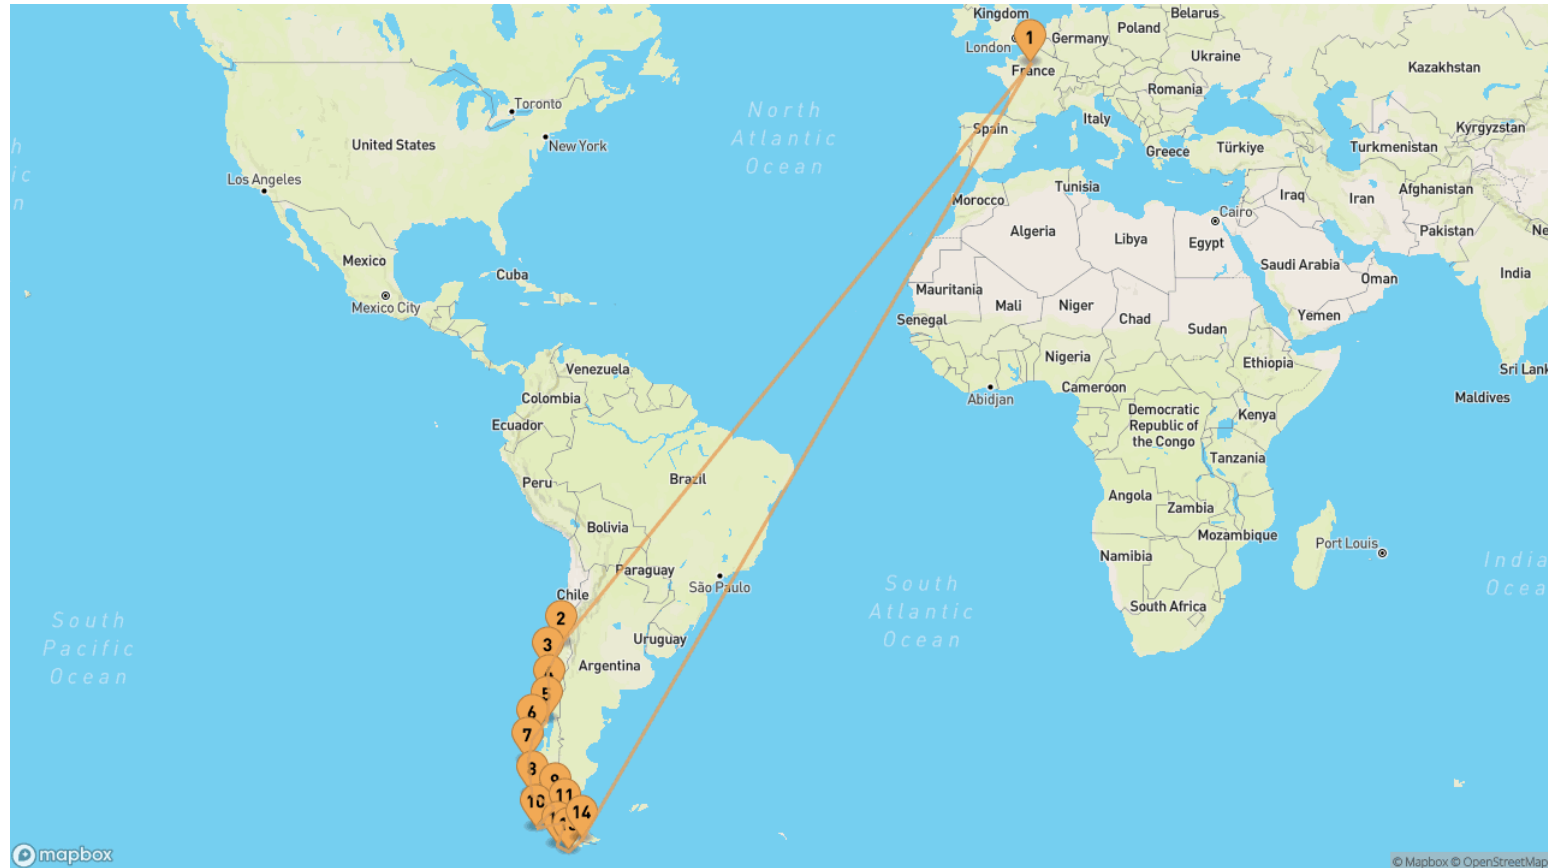 Kingdom
Belarus
1
Poland
London
Germany
Ukraine
France
Kazakhstan
Romania
Toronto
North
Atlantic
Ocean
Italy
Spain
Kyrgyzstan
United States
New York
Greece
Türkiye
Turkmenistan
Los Angeles
Tunisia
Morocco
Iraq
Iran
Afghanistan
Cairo
Algeria
Libya
Egypt
Pakistan
Ne
Mexico
Cuba
Saudi Arabia
Oman
India
Mexico City
Mauritania
Mali
Niger
Chad
Yemen
Senegal
Sudan
Nigeria
Ethiopia
Venezuela
Sri Lank
Colombia
Abidjan
Cameroon
Maldives
Ecuador
Democratic
Republic of
the Congo
Kenya
Tanzania
Peru
Brazil
Angola
Zambia
Bolivia
Mozambique
Port Louis
Namibia
India
Ocea
Paraguay
São Paulo
Chile
South
Atlantic
Ocean
South Africa
South
Pacific
Ocean
2
3
Uruguay
Argentina
5
6
7
8
9
10
11
14
mapbox
© Mapbox © OpenStreetMap